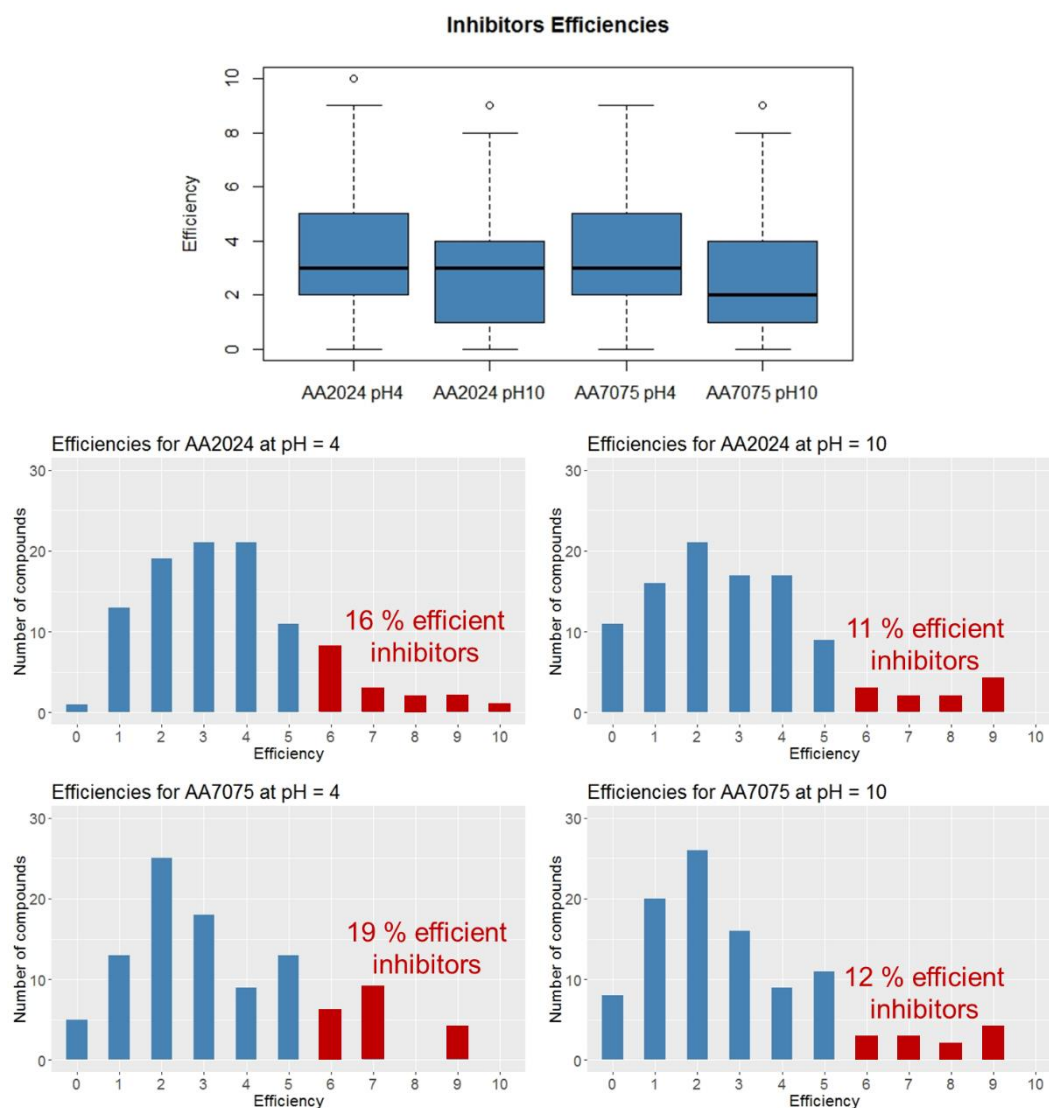 Inhibitors Efficiencies
Efficiency
10
8
6
4
2
0
AA2024 pH4 AA2024 pH10 AA7075 pH4 AA7075 pH10
Efficiencies for AA2024 at pH = 4
Number of compounds
30
20
10
0
16 % efficient
inhibitors
0 1 2 3 4 5 6 7 8 9 10
Efficiency
Efficiencies for AA2024 at pH = 10
Number of compounds
30
20
10
0
11 % efficient
inhibitors
0 1 2 3 4 5 6 7 8 9 10
Efficiency
Efficiencies for AA7075 at pH = 4
Number of compounds
30
20
10
0
19 % efficient
inhibitors
0 1 2 3 4 5 6 7 8 9 10
Efficiency
Efficiencies for AA7075 at pH = 10
Number of compounds
30
20
10
0
12 % efficient
inhibitors
0 1 2 3 4 5 6 7 8 9 10
Efficiency